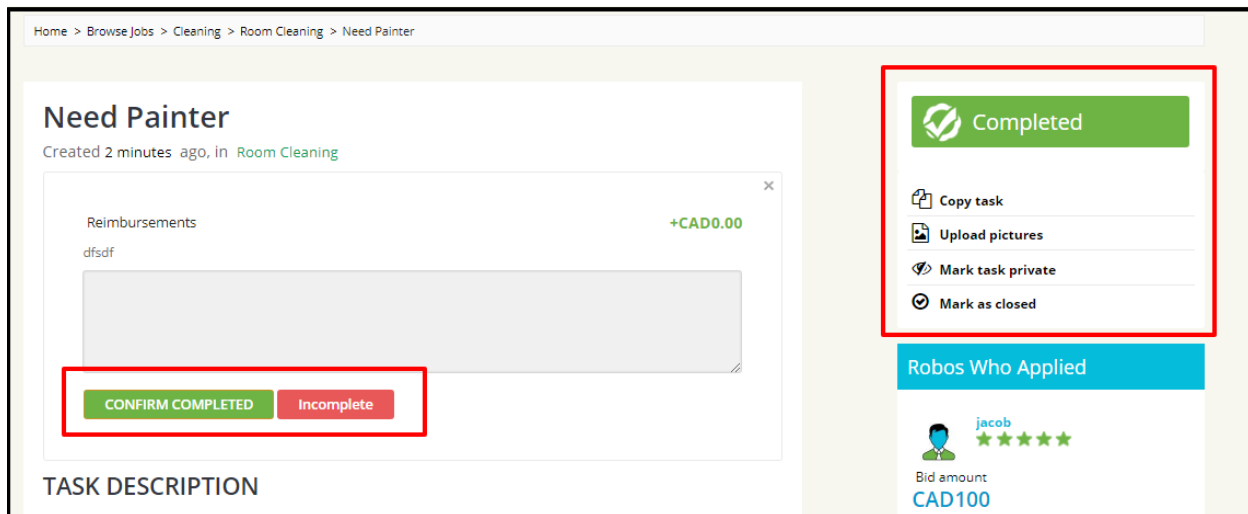 Home > Browse Jobs > Cleaning > Room Cleaning > Need Painter
Need Painter
Created 2 minutes ago, in Room Cleaning
×
Reimbursements +CAD0.00
dfsdf
CONFIRM COMPLETED Incomplete
TASK DESCRIPTION
Completed
Copy task
Upload pictures
Mark task private
Mark as closed
Robos Who Applied
jacob
Bid amount
CAD100